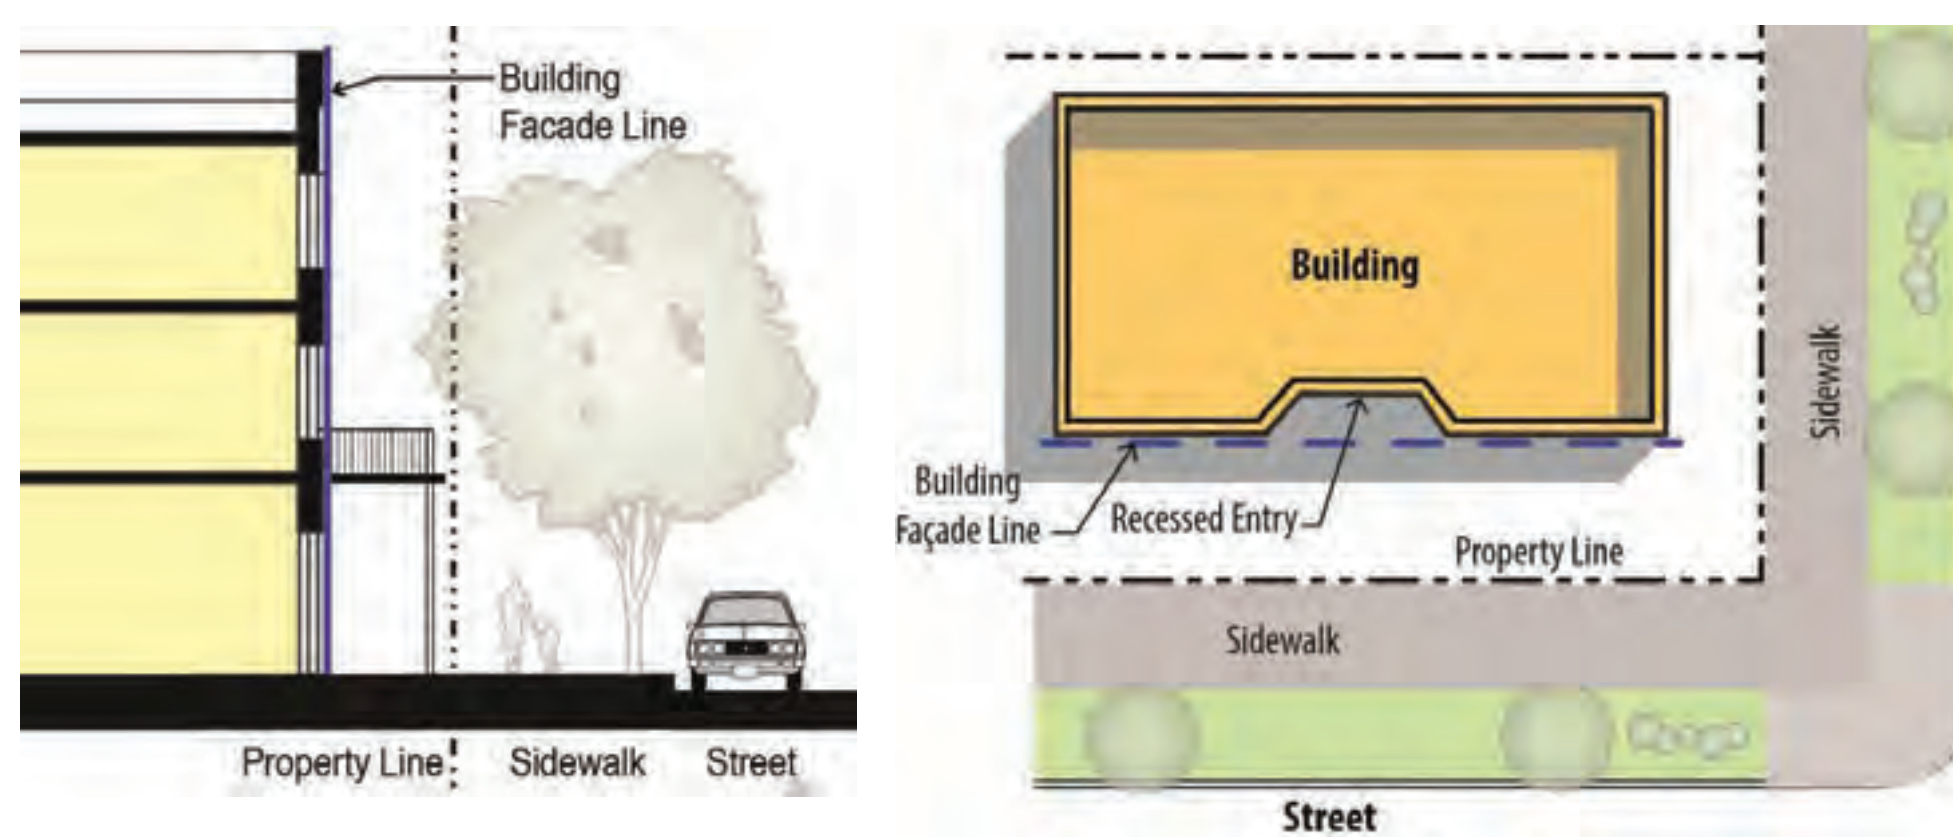 Building
Facade Line
Property Line
Sidewalk
Street
Building
Sidewalk
Building
Façade Line
Recessed Entry
Property Line
Sidewalk
Street